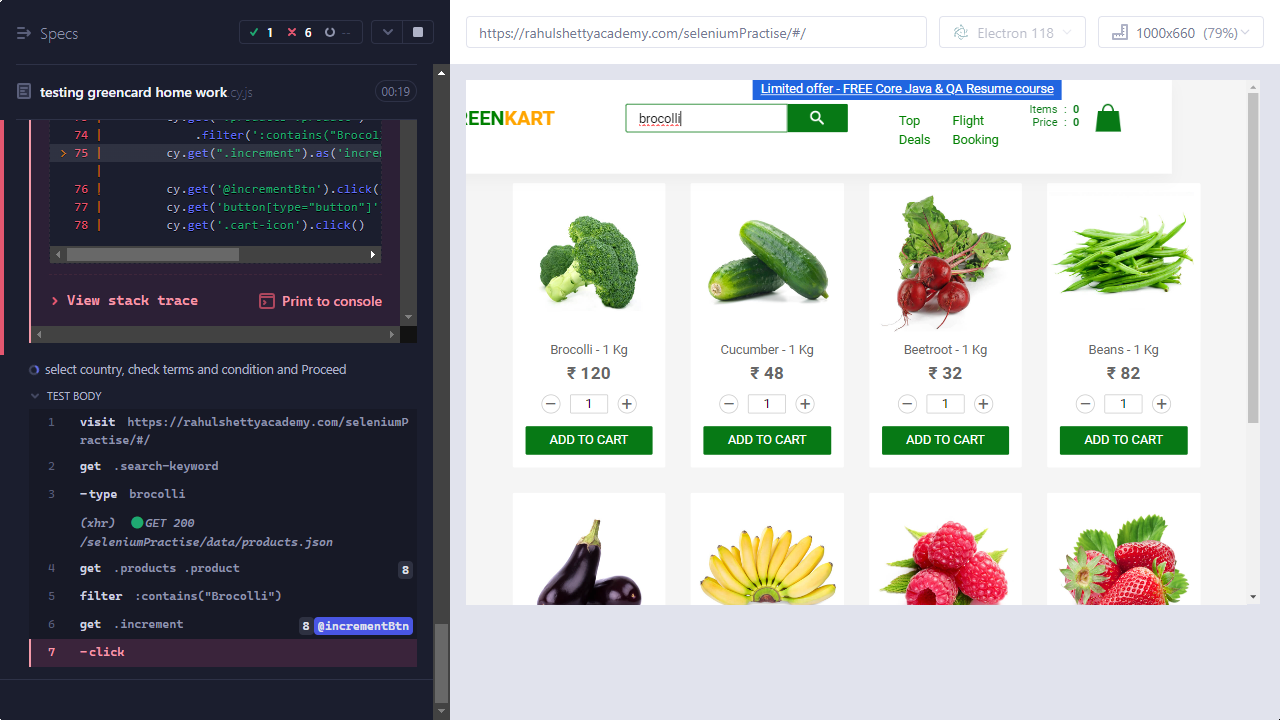 Specs
1 6 --
testing greencard home work cy.js 00:19
74 .filter(':contains("Brocol
> 75 | cy.get(".increment").as('incre
|
76 | cy.get('@incrementBtn').click(
77 | cy.get('button[type="button"]'
78 | cy.get('.cart-icon').click()
> View stack trace
Print to console
select country, check terms and condition and Proceed
TEST BODY
1 visit https://rahulshettyacademy.com/seleniumP
ractise/#/
2 get .search-keyword
3 -type brocolli
(xhr) GET 200
/seleniumPractise/data/products.json
4 get .products .product 8
5 filter :contains("Brocolli")
6 get .increment 8 @incrementBtn
7 -click
https://rahulshettyacademy.com/seleniumPractise/#/
Electron 118
1000x660 (79%)
Limited offer - FREE Core Java & QA Resume course
REENKART
brocolli
Top
Deals
Flight
Booking
Items : 0
Price : 0
Brocolli - 1 Kg
₹ 120
− 1 +
ADD TO CART
Cucumber - 1 Kg
₹ 48
− 1 +
ADD TO CART
Beetroot - 1 Kg
₹ 32
− 1 +
ADD TO CART
Beans - 1 Kg
₹ 82
− 1 +
ADD TO CART